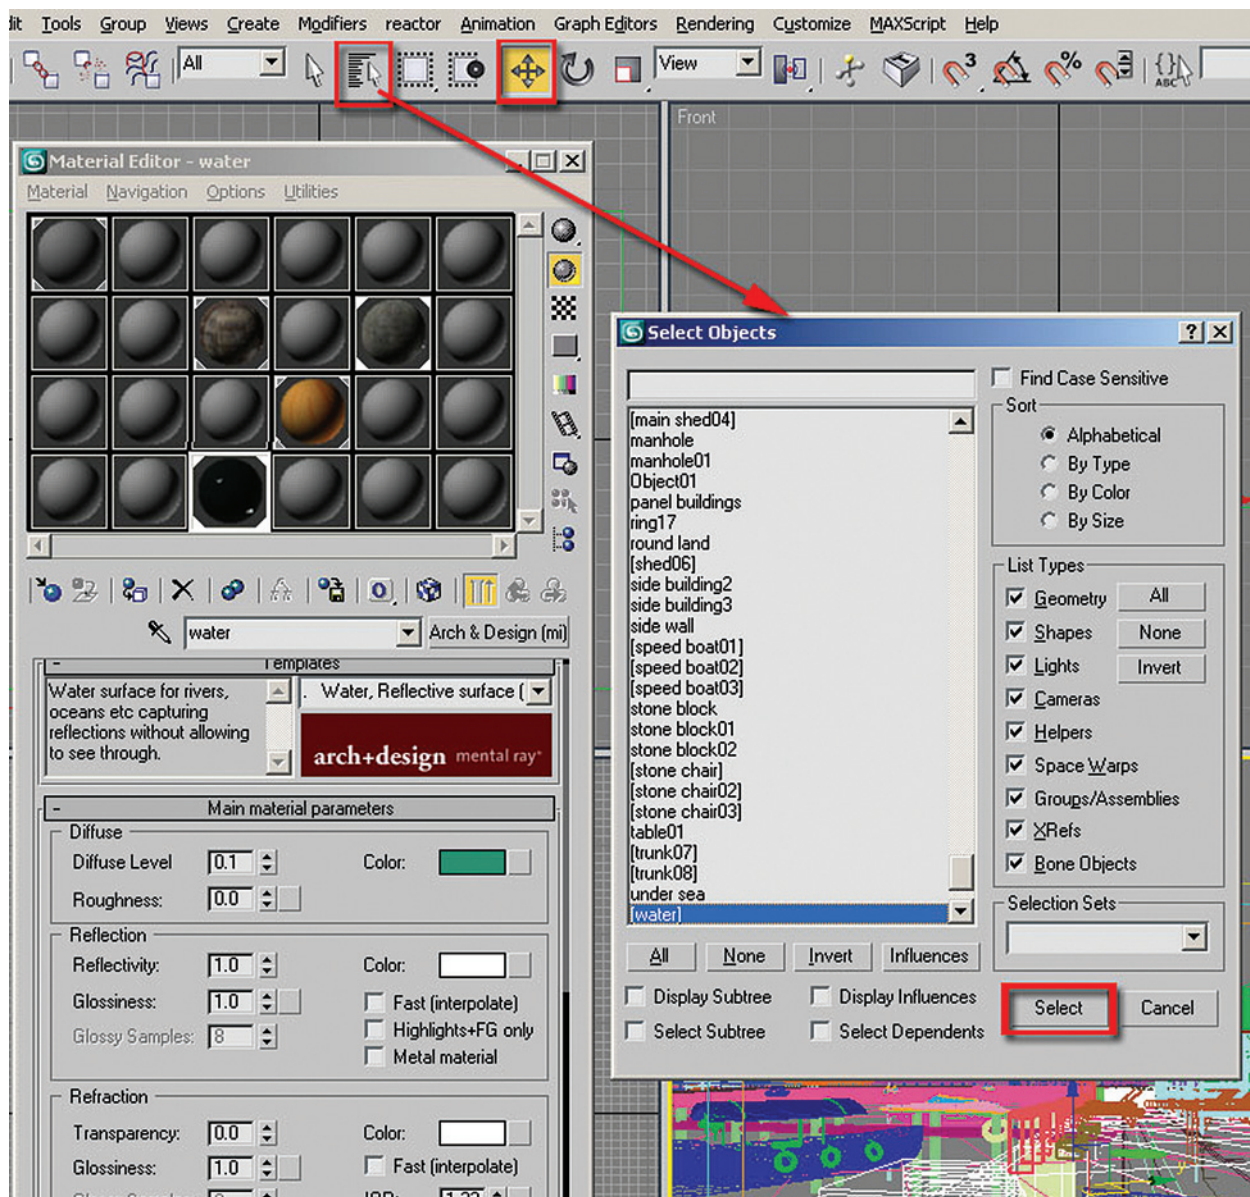 Tools Group Views Create Modifiers reactor Animation Graph Editors Rendering Customize MAXScript Help
All
View
3
%
ABC
Front
Material Editor - water
Material Navigation Options Utilities
water
Arch & Design (mi)
Templates
Water surface for rivers,
oceans etc capturing
reflections without allowing
to see through.
. Water, Reflective surface (
arch+design mental ray
Main material parameters
Diffuse
Diffuse Level 0.1 Color:
Roughness: 0.0
Reflection
Reflectivity: 1.0 Color:
Glossiness: 1.0 Fast (interpolate)
Highlights+FG only
Glossy Samples: 8
Metal material
Refraction
Transparency: 0.0 Color:
Glossiness: 1.0 Fast (interpolate)
Select Objects
Find Case Sensitive
[main shed04]
manhole
manhole01
Object01
panel buildings
ring17
round land
[shed06]
side building2
side building3
side wall
[speed boat01]
[speed boat02]
[speed boat03]
stone block
stone block01
stone block02
[stone chair]
[stone chair02]
[stone chair03]
table01
[trunk07]
[trunk08]
under sea
[water]
Sort
Alphabetical
By Type
By Color
By Size
List Types
Geometry All
Shapes None
Lights Invert
Cameras
Helpers
Space Warps
Groups/Assemblies
XRefs
Bone Objects
Selection Sets
All None Invert Influences
Display Subtree Display Influences
Select Subtree Select Dependents
Select Cancel